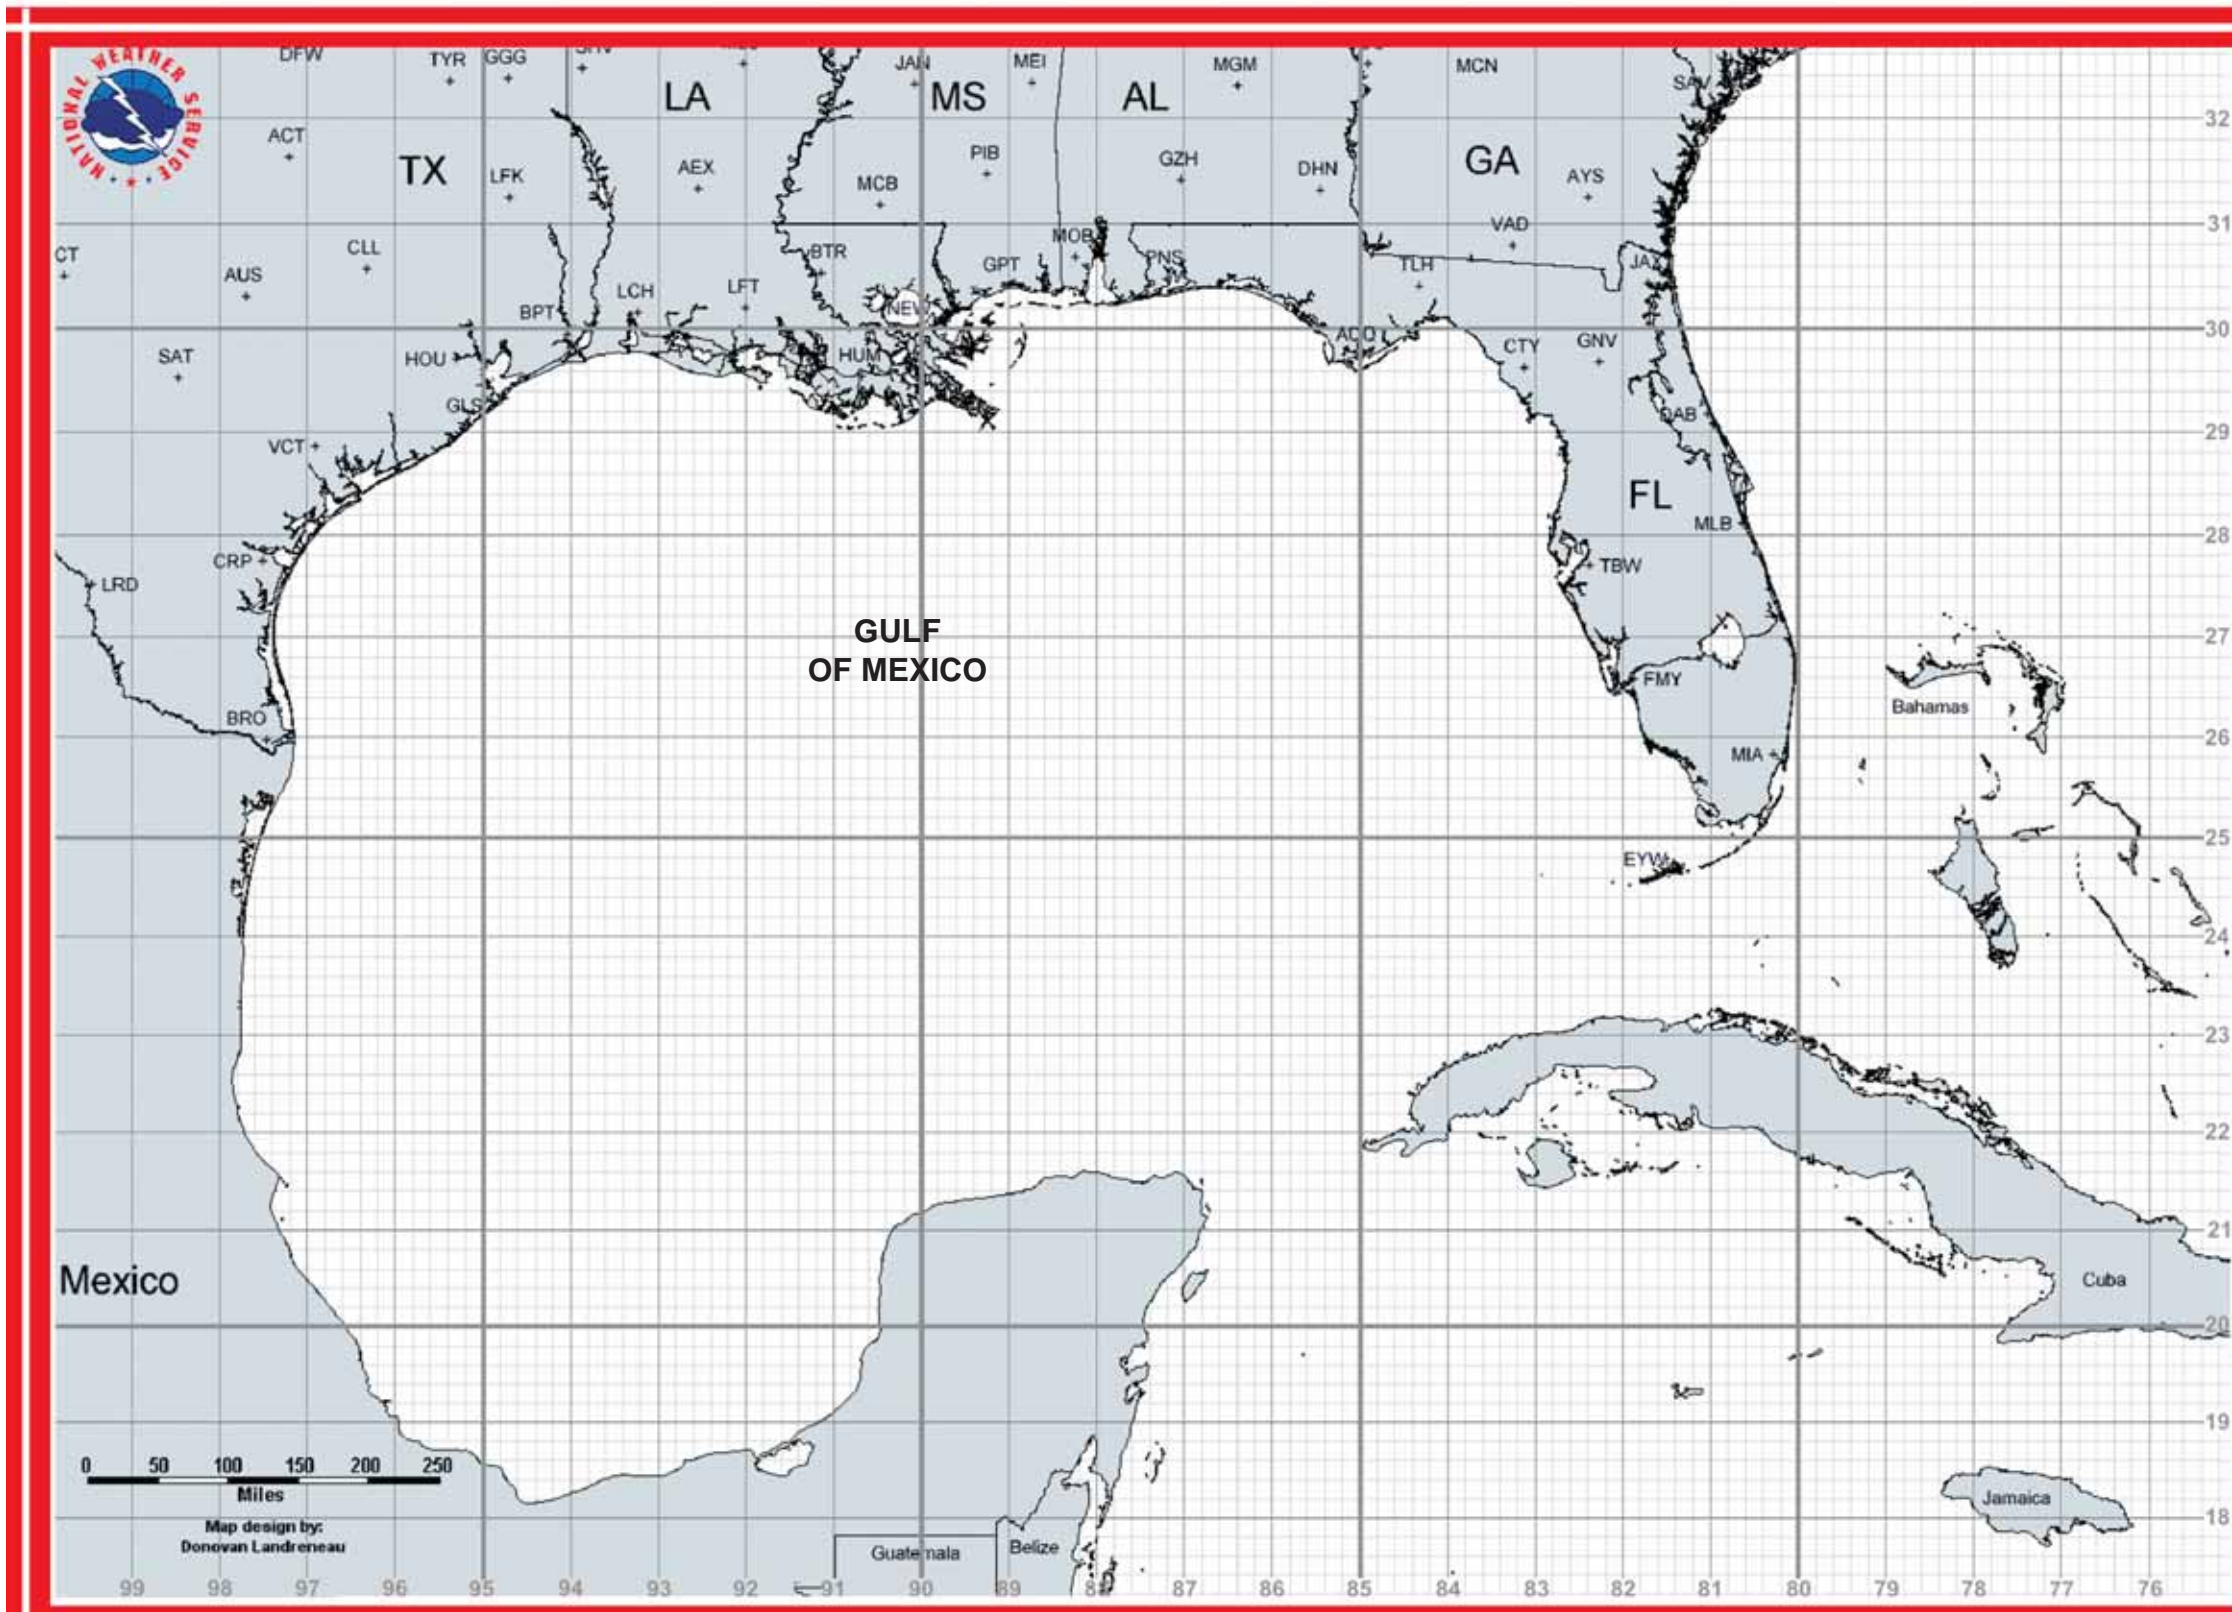 NATIONAL WEATHER SERVICE
DFW
TYR
GGG
JAN
MEI
MGM
MCN
SAV
LA
MS
AL
32
ACT
TX
LFK
AEX
MCB
PIB
GZH
DHN
GA
AYS
31
CT
AUS
CLL
BTR
MOB
PNS
VAD
TLH
JAX
BPT
LCH
LFT
GPT
NEW
30
SAT
HOU
HUM
CTY
GNV
GLS
DAB
29
VCT
FL
MLB
28
CRP
LRD
TBW
GULF
OF MEXICO
27
FMY
Bahamas
BRO
26
MIA
25
EYW
24
23
22
21
Mexico
Cuba
20
19
0 50 100 150 200 250
Miles
Jamaica
18
Map design by:
Donovan Landreneau
Guatemala
Belize
99 98 97 96 95 94 93 92 91 90 89 88 87 86 85 84 83 82 81 80 79 78 77 76